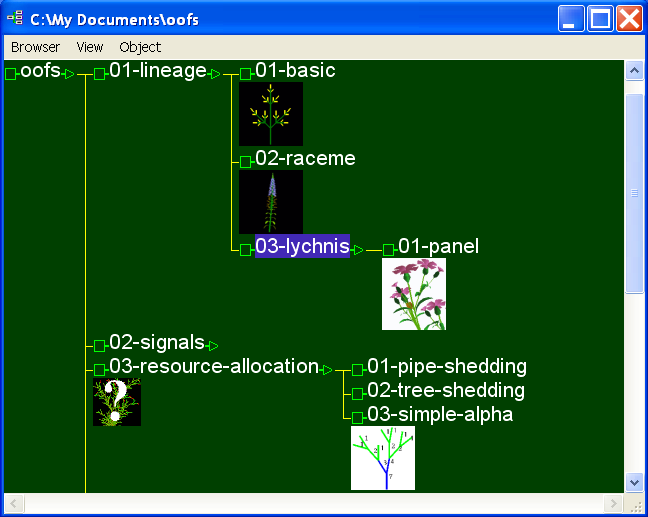 C:\My Documents\oofs
Browser View Object
oofs 01-lineage 01-basic
02-raceme
03-lychnis 01-panel
02-signals
03-resource-allocation 01-pipe-shedding
?
02-tree-shedding
03-simple-alpha